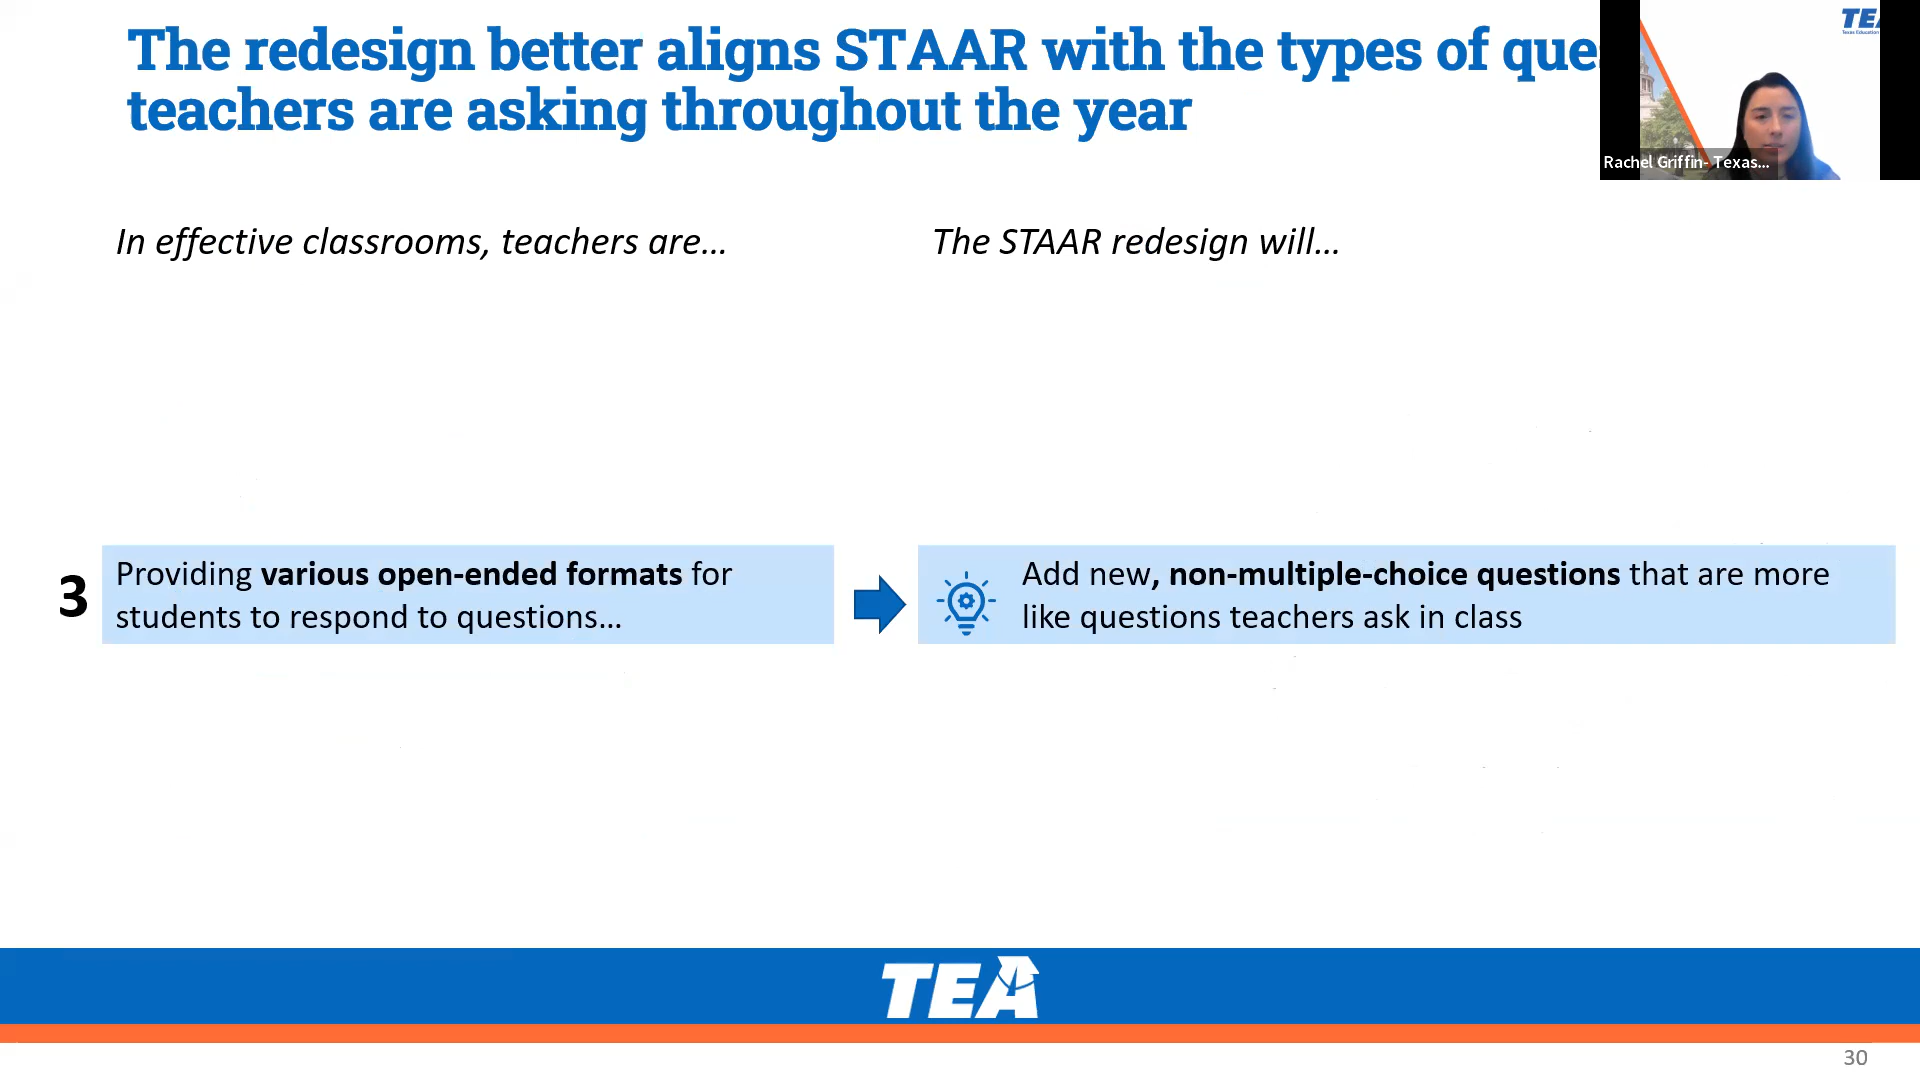 The redesign better aligns STAAR with the types of
teachers are asking throughout the year
Rachel Griffin- Texas...
In effective classrooms, teachers are…
The STAAR redesign will…
3
Providing various open-ended formats for
students to respond to questions…
Add new, non-multiple-choice questions that are more
like questions teachers ask in class
TEA
30